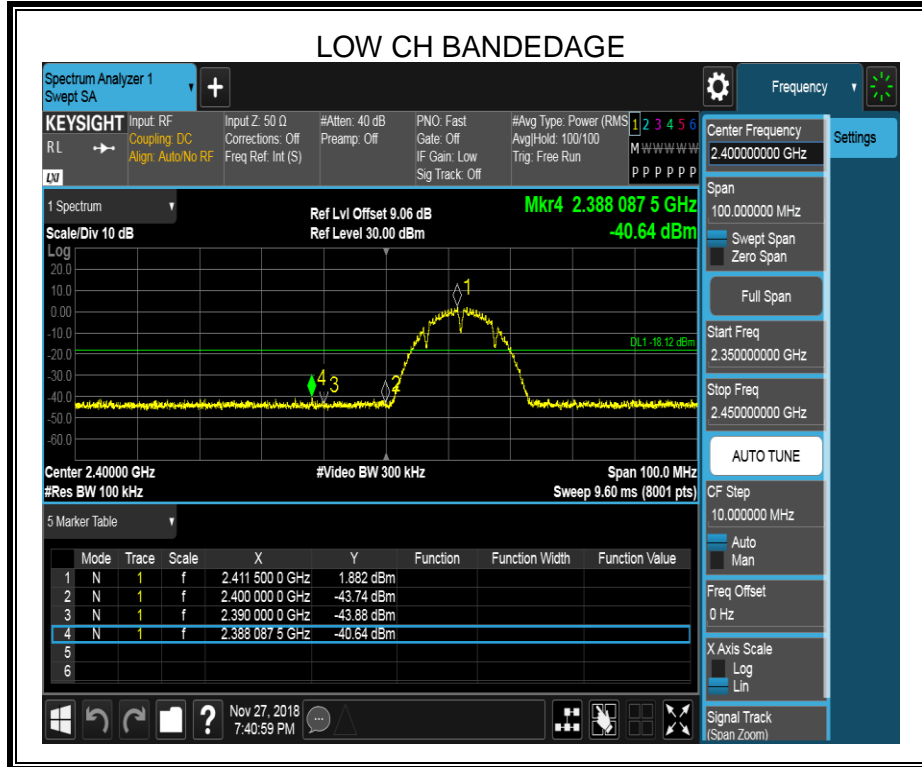 LOW CH BANDEDAGE
Spectrum Analyzer 1
Swept SA
+
Frequency
KEYSIGHT
RL
LXI
Input: RF
Coupling: DC
Align: Auto/No RF
Input Z: 50 Ω
Corrections: Off
Freq Ref: Int (S)
#Atten: 40 dB
Preamp: Off
PNO: Fast
Gate: Off
IF Gain: Low
Sig Track: Off
#Avg Type: Power (RMS
Avg|Hold: 100/100
Trig: Free Run
1 2 3 4 5 6
M W W W W W
P P P P P P
1 Spectrum
Scale/Div 10 dB
Ref Lvl Offset 9.06 dB
Ref Level 30.00 dBm
Mkr4 2.388 087 5 GHz
-40.64 dBm
Log
20.0
10.0
0.00
-10.0
-20.0
-30.0
-40.0
-50.0
-60.0
1
DL1 -18.12 dBm
4
3
2
Center 2.40000 GHz
#Video BW 300 kHz
Span 100.0 MHz
#Res BW 100 kHz
Sweep 9.60 ms (8001 pts)
5 Marker Table
Mode Trace Scale X Y Function Function Width Function Value
1 N 1 f 2.411 500 0 GHz 1.882 dBm
2 N 1 f 2.400 000 0 GHz -43.74 dBm
3 N 1 f 2.390 000 0 GHz -43.88 dBm
4 N 1 f 2.388 087 5 GHz -40.64 dBm
5
6
?
Nov 27, 2018
7:40:59 PM
Center Frequency
2.400000000 GHz
Settings
Span
100.000000 MHz
Swept Span
Zero Span
Full Span
Start Freq
2.350000000 GHz
Stop Freq
2.450000000 GHz
AUTO TUNE
CF Step
10.000000 MHz
Auto
Man
Freq Offset
0 Hz
X Axis Scale
Log
Lin
Signal Track
(Span Zoom)